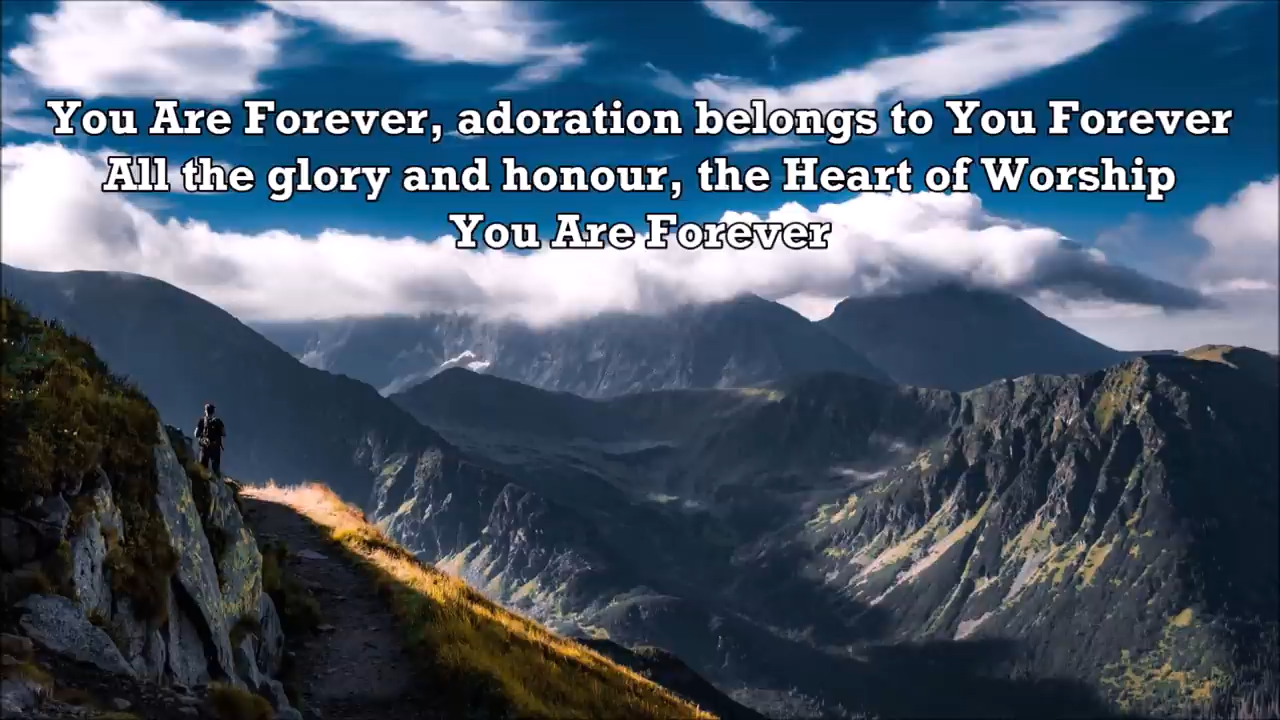 You Are Forever, adoration belongs to You Forever
All the glory and honour, the Heart of Worship
You Are Forever